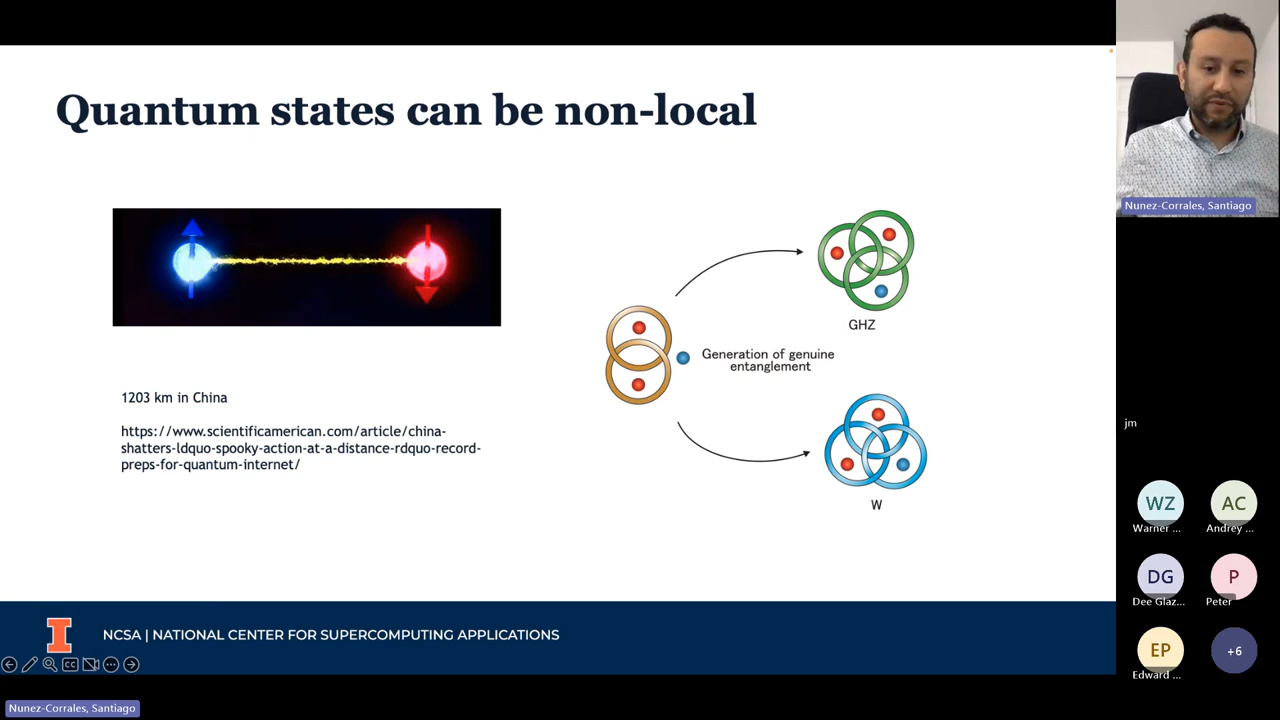 Quantum states can be non-local
1203 km in China
https://www.scientificamerican.com/article/china-
shatters-ldquo-spooky-action-at-a-distance-rdquo-record-
preps-for-quantum-internet/
GHZ
Generation of genuine
entanglement
W
I
NCSA | NATIONAL CENTER FOR SUPERCOMPUTING APPLICATIONS
CC
Nunez-Corrales, Santiago
Nunez-Corrales, Santiago
jm
WZ
Warner ...
AC
Andrey ...
DG
Dee Glaz...
P
Peter
EP
Edward ...
+6